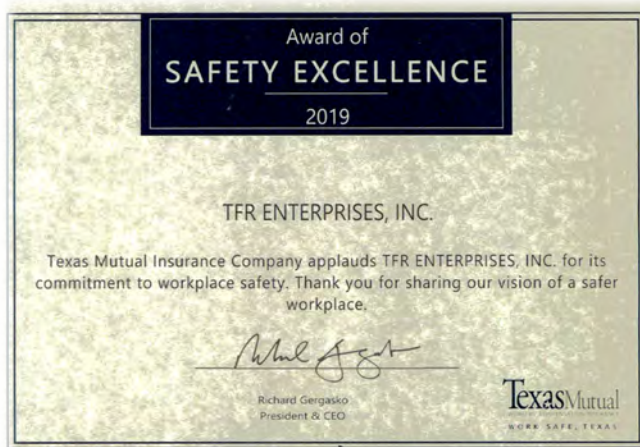 Award of
SAFETY EXCELLENCE
2019
TFR ENTERPRISES, INC.
Texas Mutual Insurance Company applauds TFR ENTERPRISES, INC. for its
commitment to workplace safety. Thank you for sharing our vision of a safer
workplace.
Richard Gergasko
President & CEO
TexasMutual
WORK SAFE, TEXAS